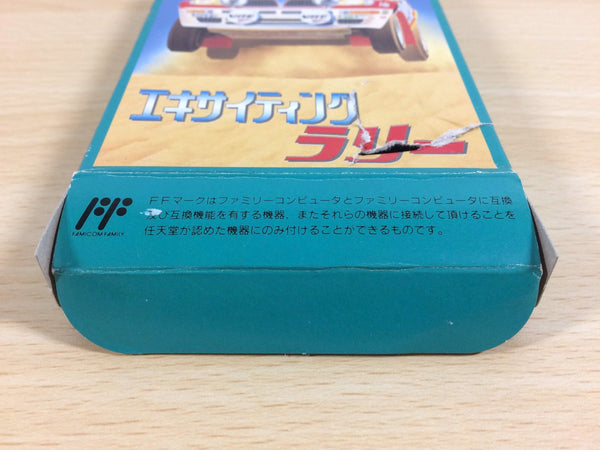 エキサイティング
ラリー
FFマークはファミリーコンピュータとファミリーコンピュータに互換
及び互換機能を有する機器、またそれらの機器に接続して頂けることを
任天堂が認めた機器にのみ付けることができるものです。
FF
FAMICOM FAMILY